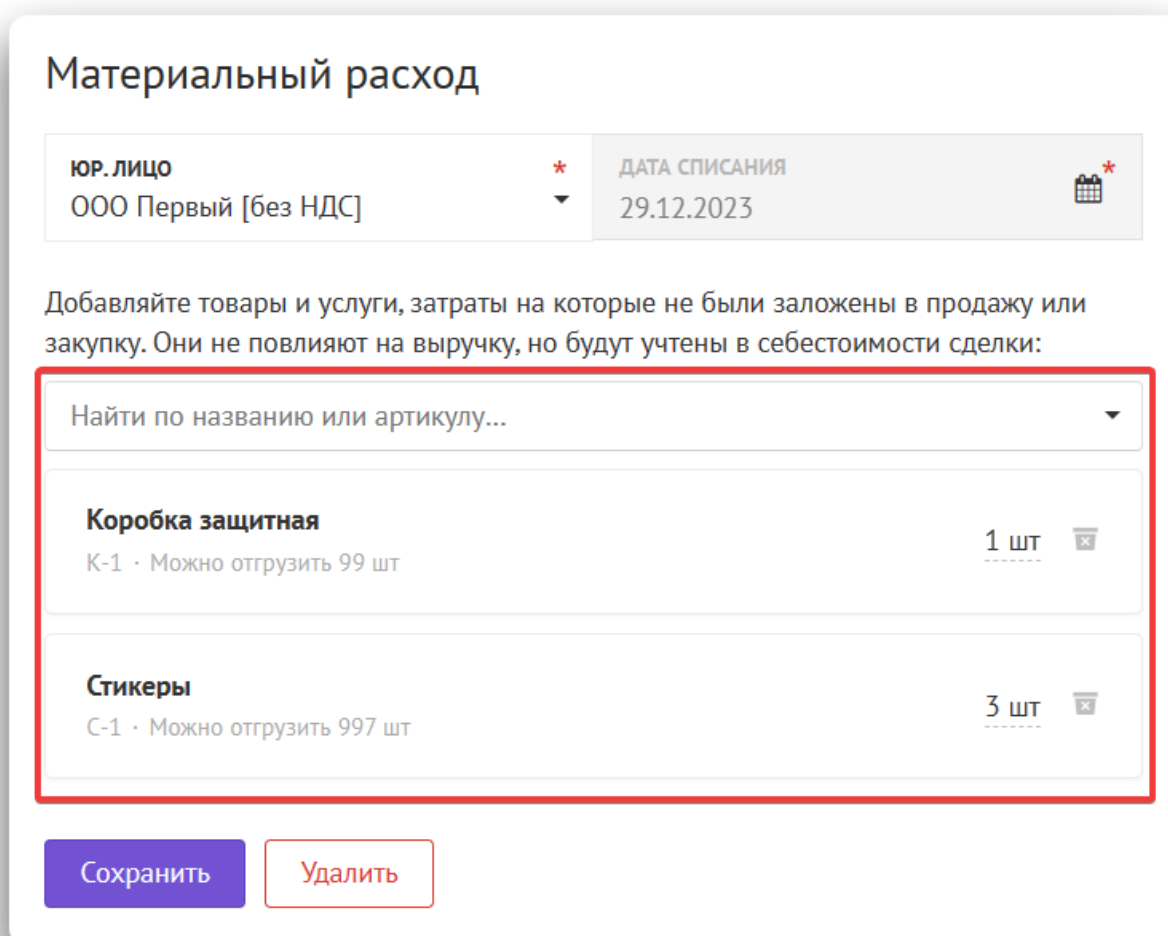 Материальный расход
ЮР. ЛИЦО *
ООО Первый [без НДС]
ДАТА СПИСАНИЯ *
29.12.2023
Добавляйте товары и услуги, затраты на которые не были заложены в продажу или
закупку. Они не повлияют на выручку, но будут учтены в себестоимости сделки:
Найти по названию или артикулу...
Коробка защитная
К-1 · Можно отгрузить 99 шт
1 шт
Стикеры
С-1 · Можно отгрузить 997 шт
3 шт
Сохранить
Удалить